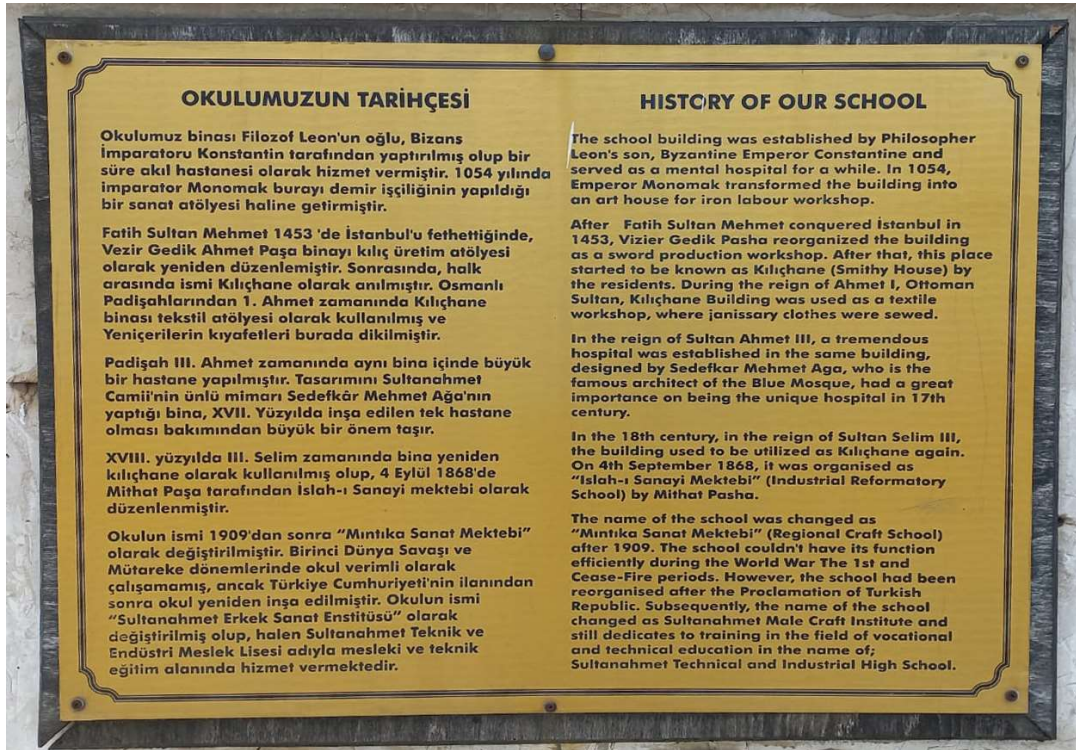 OKULUMUZUN TARİHÇESİ
Okulumuz binası Filozof Leon'un oğlu, Bizans
İmparatoru Konstantin tarafından yaptırılmış olup bir
süre akıl hastanesi olarak hizmet vermiştir. 1054 yılında
imparator Monomak burayı demir işçiliğinin yapıldığı
bir sanat atölyesi haline getirmiştir.
Fatih Sultan Mehmet 1453 'de İstanbul'u fethettiğinde,
Vezir Gedik Ahmet Paşa binayı kılıç üretim atölyesi
olarak yeniden düzenlemiştir. Sonrasında, halk
arasında ismi Kılıçhane olarak anılmıştır. Osmanlı
Padişahlarından 1. Ahmet zamanında Kılıçhane
binası tekstil atölyesi olarak kullanılmış ve
Yeniçerilerin kıyafetleri burada dikilmiştir.
Padişah III. Ahmet zamanında aynı bina içinde büyük
bir hastane yapılmıştır. Tasarımını Sultanahmet
Camii'nin ünlü mimarı Sedefkâr Mehmet Ağa'nın
yaptığı bina, XVII. Yüzyılda inşa edilen tek hastane
olması bakımından büyük bir önem taşır.
XVIII. yüzyılda III. Selim zamanında bina yeniden
kılıçhane olarak kullanılmış olup, 4 Eylül 1868'de
Mithat Paşa tarafından İslah-ı Sanayi mektebi olarak
düzenlenmiştir.
Okulun ismi 1909'dan sonra “Mıntıka Sanat Mektebi”
olarak değiştirilmiştir. Birinci Dünya Savaşı ve
Mütareke dönemlerinde okul verimli olarak
çalışamamış, ancak Türkiye Cumhuriyeti'nin ilanından
sonra okul yeniden inşa edilmiştir. Okulun ismi
“Sultanahmet Erkek Sanat Enstitüsü” olarak
değiştirilmiş olup, halen Sultanahmet Teknik ve
Endüstri Meslek Lisesi adıyla mesleki ve teknik
eğitim alanında hizmet vermektedir.
HISTORY OF OUR SCHOOL
The school building was established by Philosopher
Leon's son, Byzantine Emperor Constantine and
served as a mental hospital for a while. In 1054,
Emperor Monomak transformed the building into
an art house for iron labour workshop.
After Fatih Sultan Mehmet conquered İstanbul in
1453, Vizier Gedik Pasha reorganized the building
as a sword production workshop. After that, this place
started to be known as Kılıçhane (Smithy House) by
the residents. During the reign of Ahmet I, Ottoman
Sultan, Kılıçhane Building was used as a textile
workshop, where janissary clothes were sewed.
In the reign of Sultan Ahmet III, a tremendous
hospital was established in the same building,
designed by Sedefkar Mehmet Aga, who is the
famous architect of the Blue Mosque, had a great
importance on being the unique hospital in 17th
century.
In the 18th century, in the reign of Sultan Selim III,
the building used to be utilized as Kılıçhane again.
On 4th September 1868, it was organised as
“Islah-ı Sanayi Mektebi” (Industrial Reformatory
School) by Mithat Pasha.
The name of the school was changed as
“Mıntıka Sanat Mektebi” (Regional Craft School)
after 1909. The school couldn't have its function
efficiently during the World War The 1st and
Cease-Fire periods. However, the school had been
reorganised after the Proclamation of Turkish
Republic. Subsequently, the name of the school
changed as Sultanahmet Male Craft Institute and
still dedicates to training in the field of vocational
and technical education in the name of;
Sultanahmet Technical and Industrial High School.